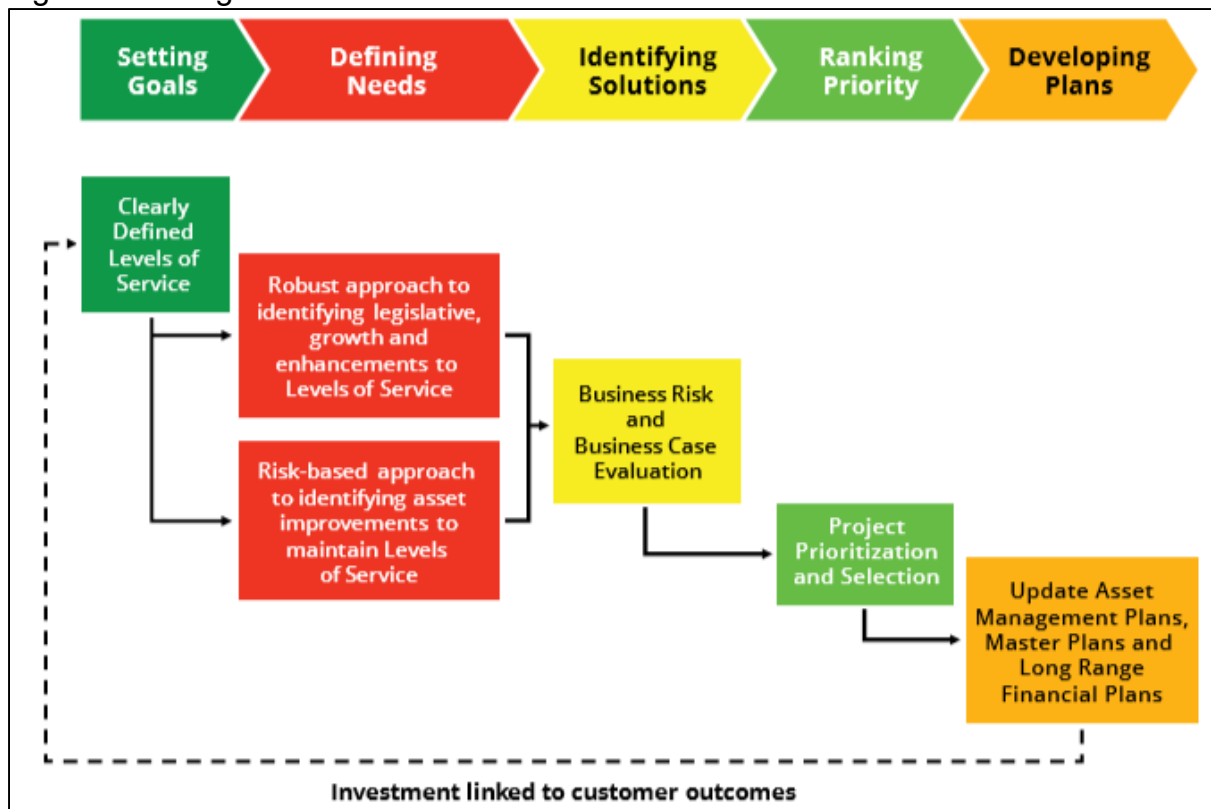 Setting
Goals
Defining
Needs
Identifying
Solutions
Ranking
Priority
Developing
Plans
Clearly
Defined
Levels of
Service
Robust approach to
identifying legislative,
growth and
enhancements to
Levels of Service
Risk-based approach
to identifying asset
improvements to
maintain Levels
of Service
Business Risk
and
Business Case
Evaluation
Project
Prioritization
and Selection
Update Asset
Management Plans,
Master Plans and
Long Range
Financial Plans
Investment linked to customer outcomes